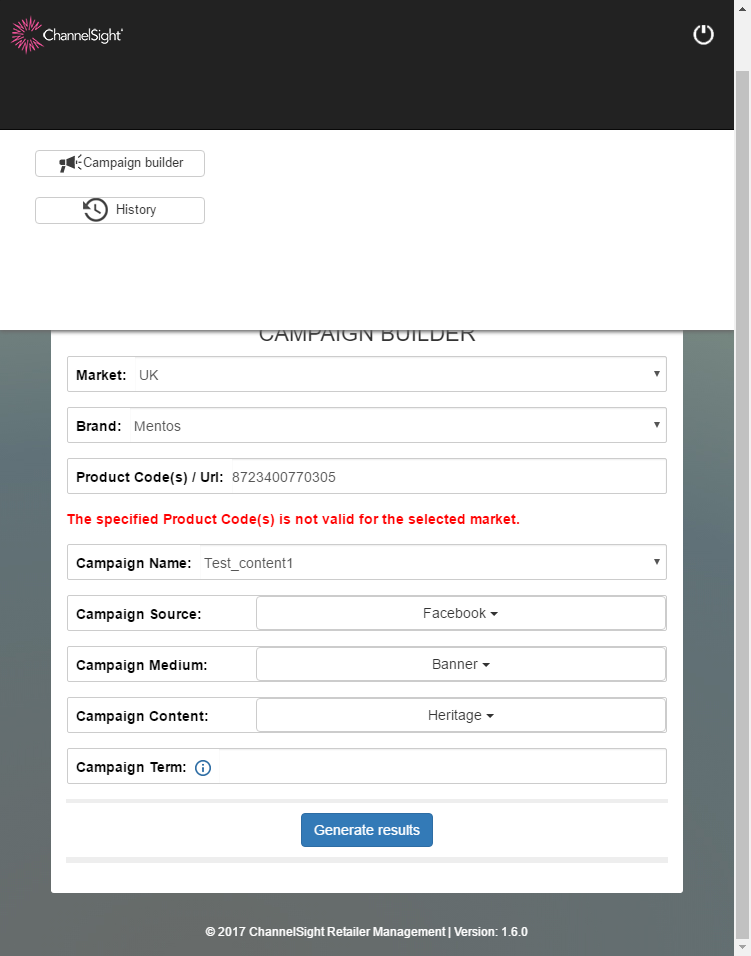 ChannelSight
Campaign builder
History
CAMPAIGN BUILDER
Market: UK
Brand: Mentos
Product Code(s) / Url: 8723400770305
The specified Product Code(s) is not valid for the selected market.
Campaign Name: Test_content1
Campaign Source: Facebook
Campaign Medium: Banner
Campaign Content: Heritage
Campaign Term:
Generate results
© 2017 ChannelSight Retailer Management | Version: 1.6.0